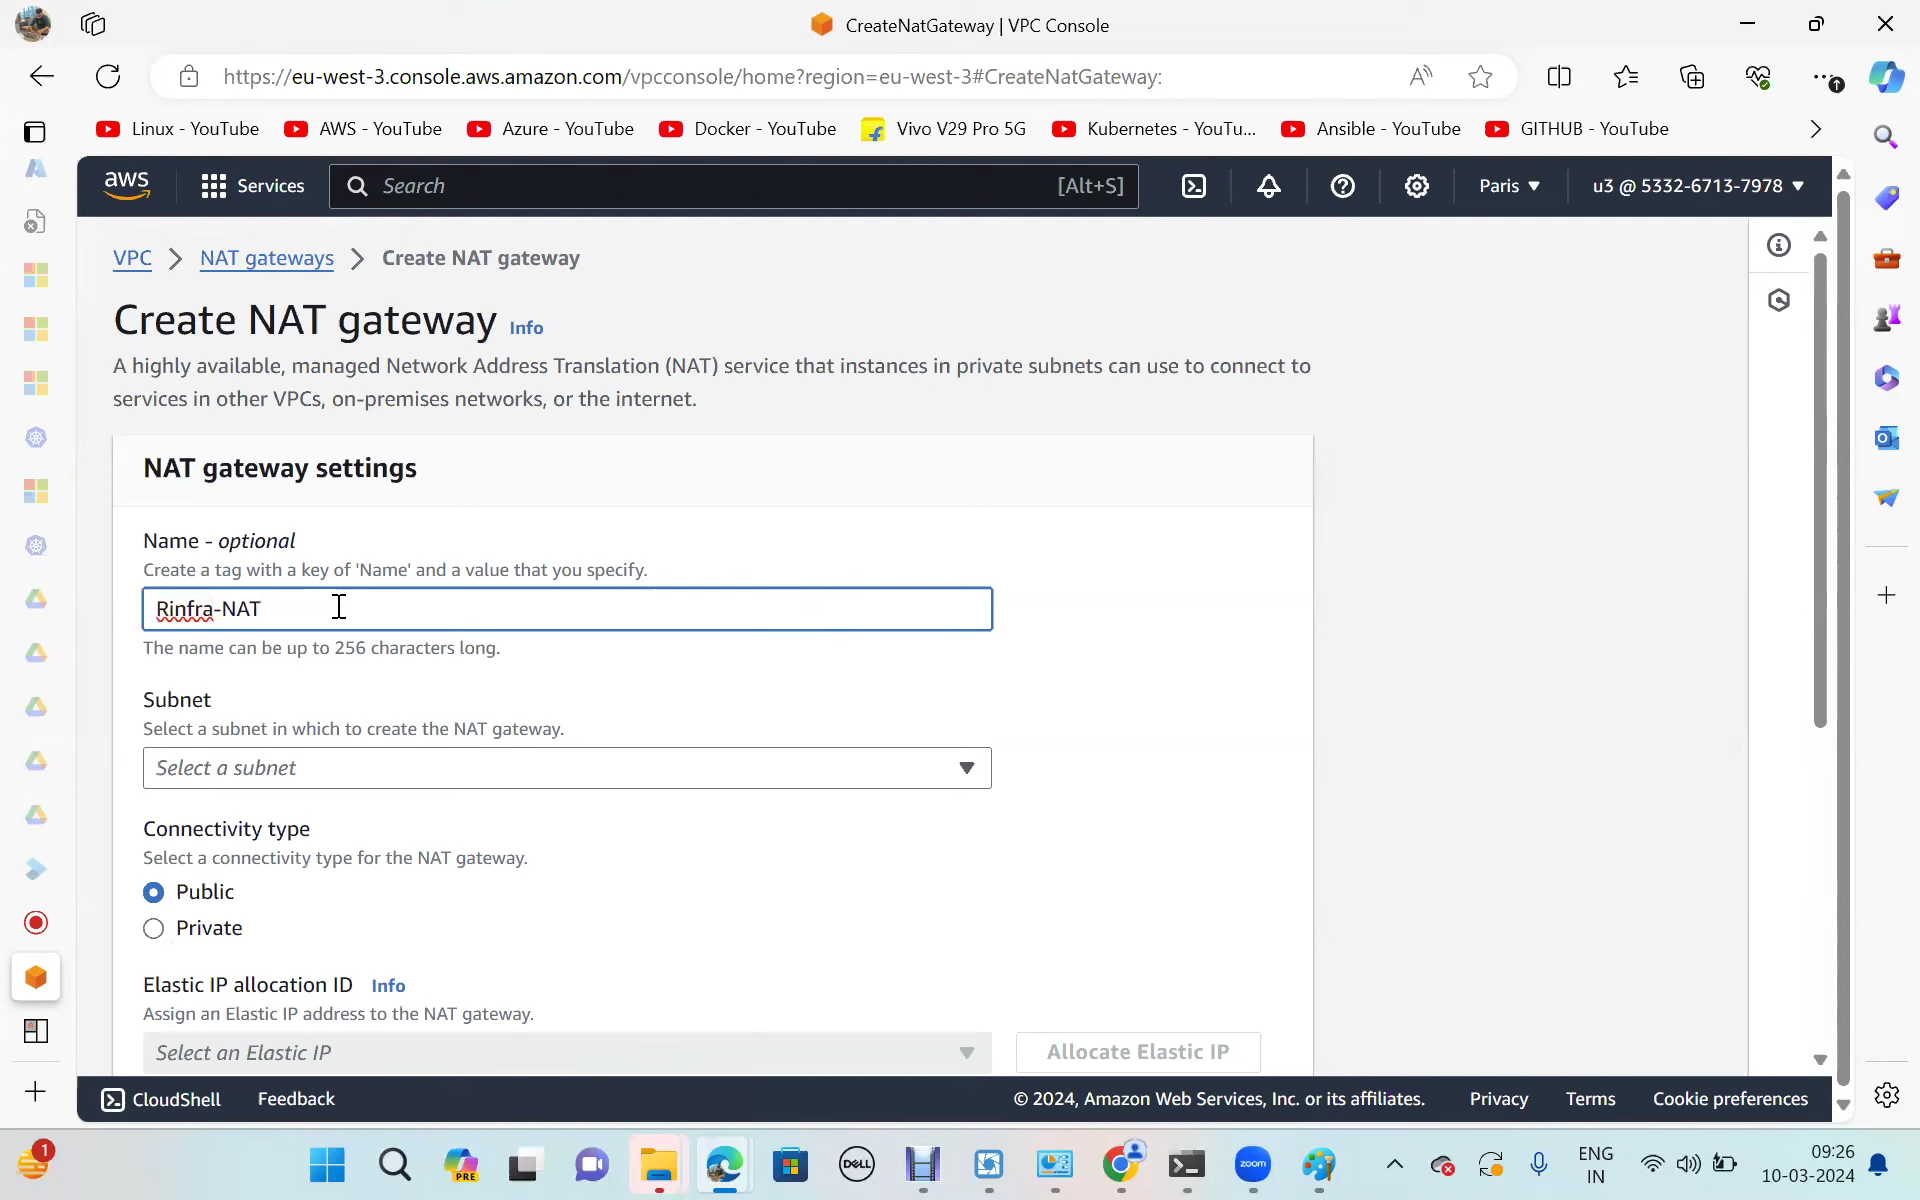 CreateNatGateway | VPC Console
https://eu-west-3.console.aws.amazon.com/vpcconsole/home?region=eu-west-3#CreateNatGateway:
Linux - YouTube
AWS - YouTube
Azure - YouTube
Docker - YouTube
Vivo V29 Pro 5G
Kubernetes - YouTu...
Ansible - YouTube
GITHUB - YouTube
aws
Services
Search
[Alt+S]
Paris
u3 @ 5332-6713-7978
VPC > NAT gateways > Create NAT gateway
Create NAT gateway Info
A highly available, managed Network Address Translation (NAT) service that instances in private subnets can use to connect to
services in other VPCs, on-premises networks, or the internet.
NAT gateway settings
Name - optional
Create a tag with a key of 'Name' and a value that you specify.
Rinfra-NAT
The name can be up to 256 characters long.
Subnet
Select a subnet in which to create the NAT gateway.
Select a subnet
Connectivity type
Select a connectivity type for the NAT gateway.
Public
Private
Elastic IP allocation ID Info
Assign an Elastic IP address to the NAT gateway.
Select an Elastic IP
Allocate Elastic IP
CloudShell
Feedback
© 2024, Amazon Web Services, Inc. or its affiliates.
Privacy
Terms
Cookie preferences
1
PRE
DELL
zoom
ENG
IN
09:26
10-03-2024